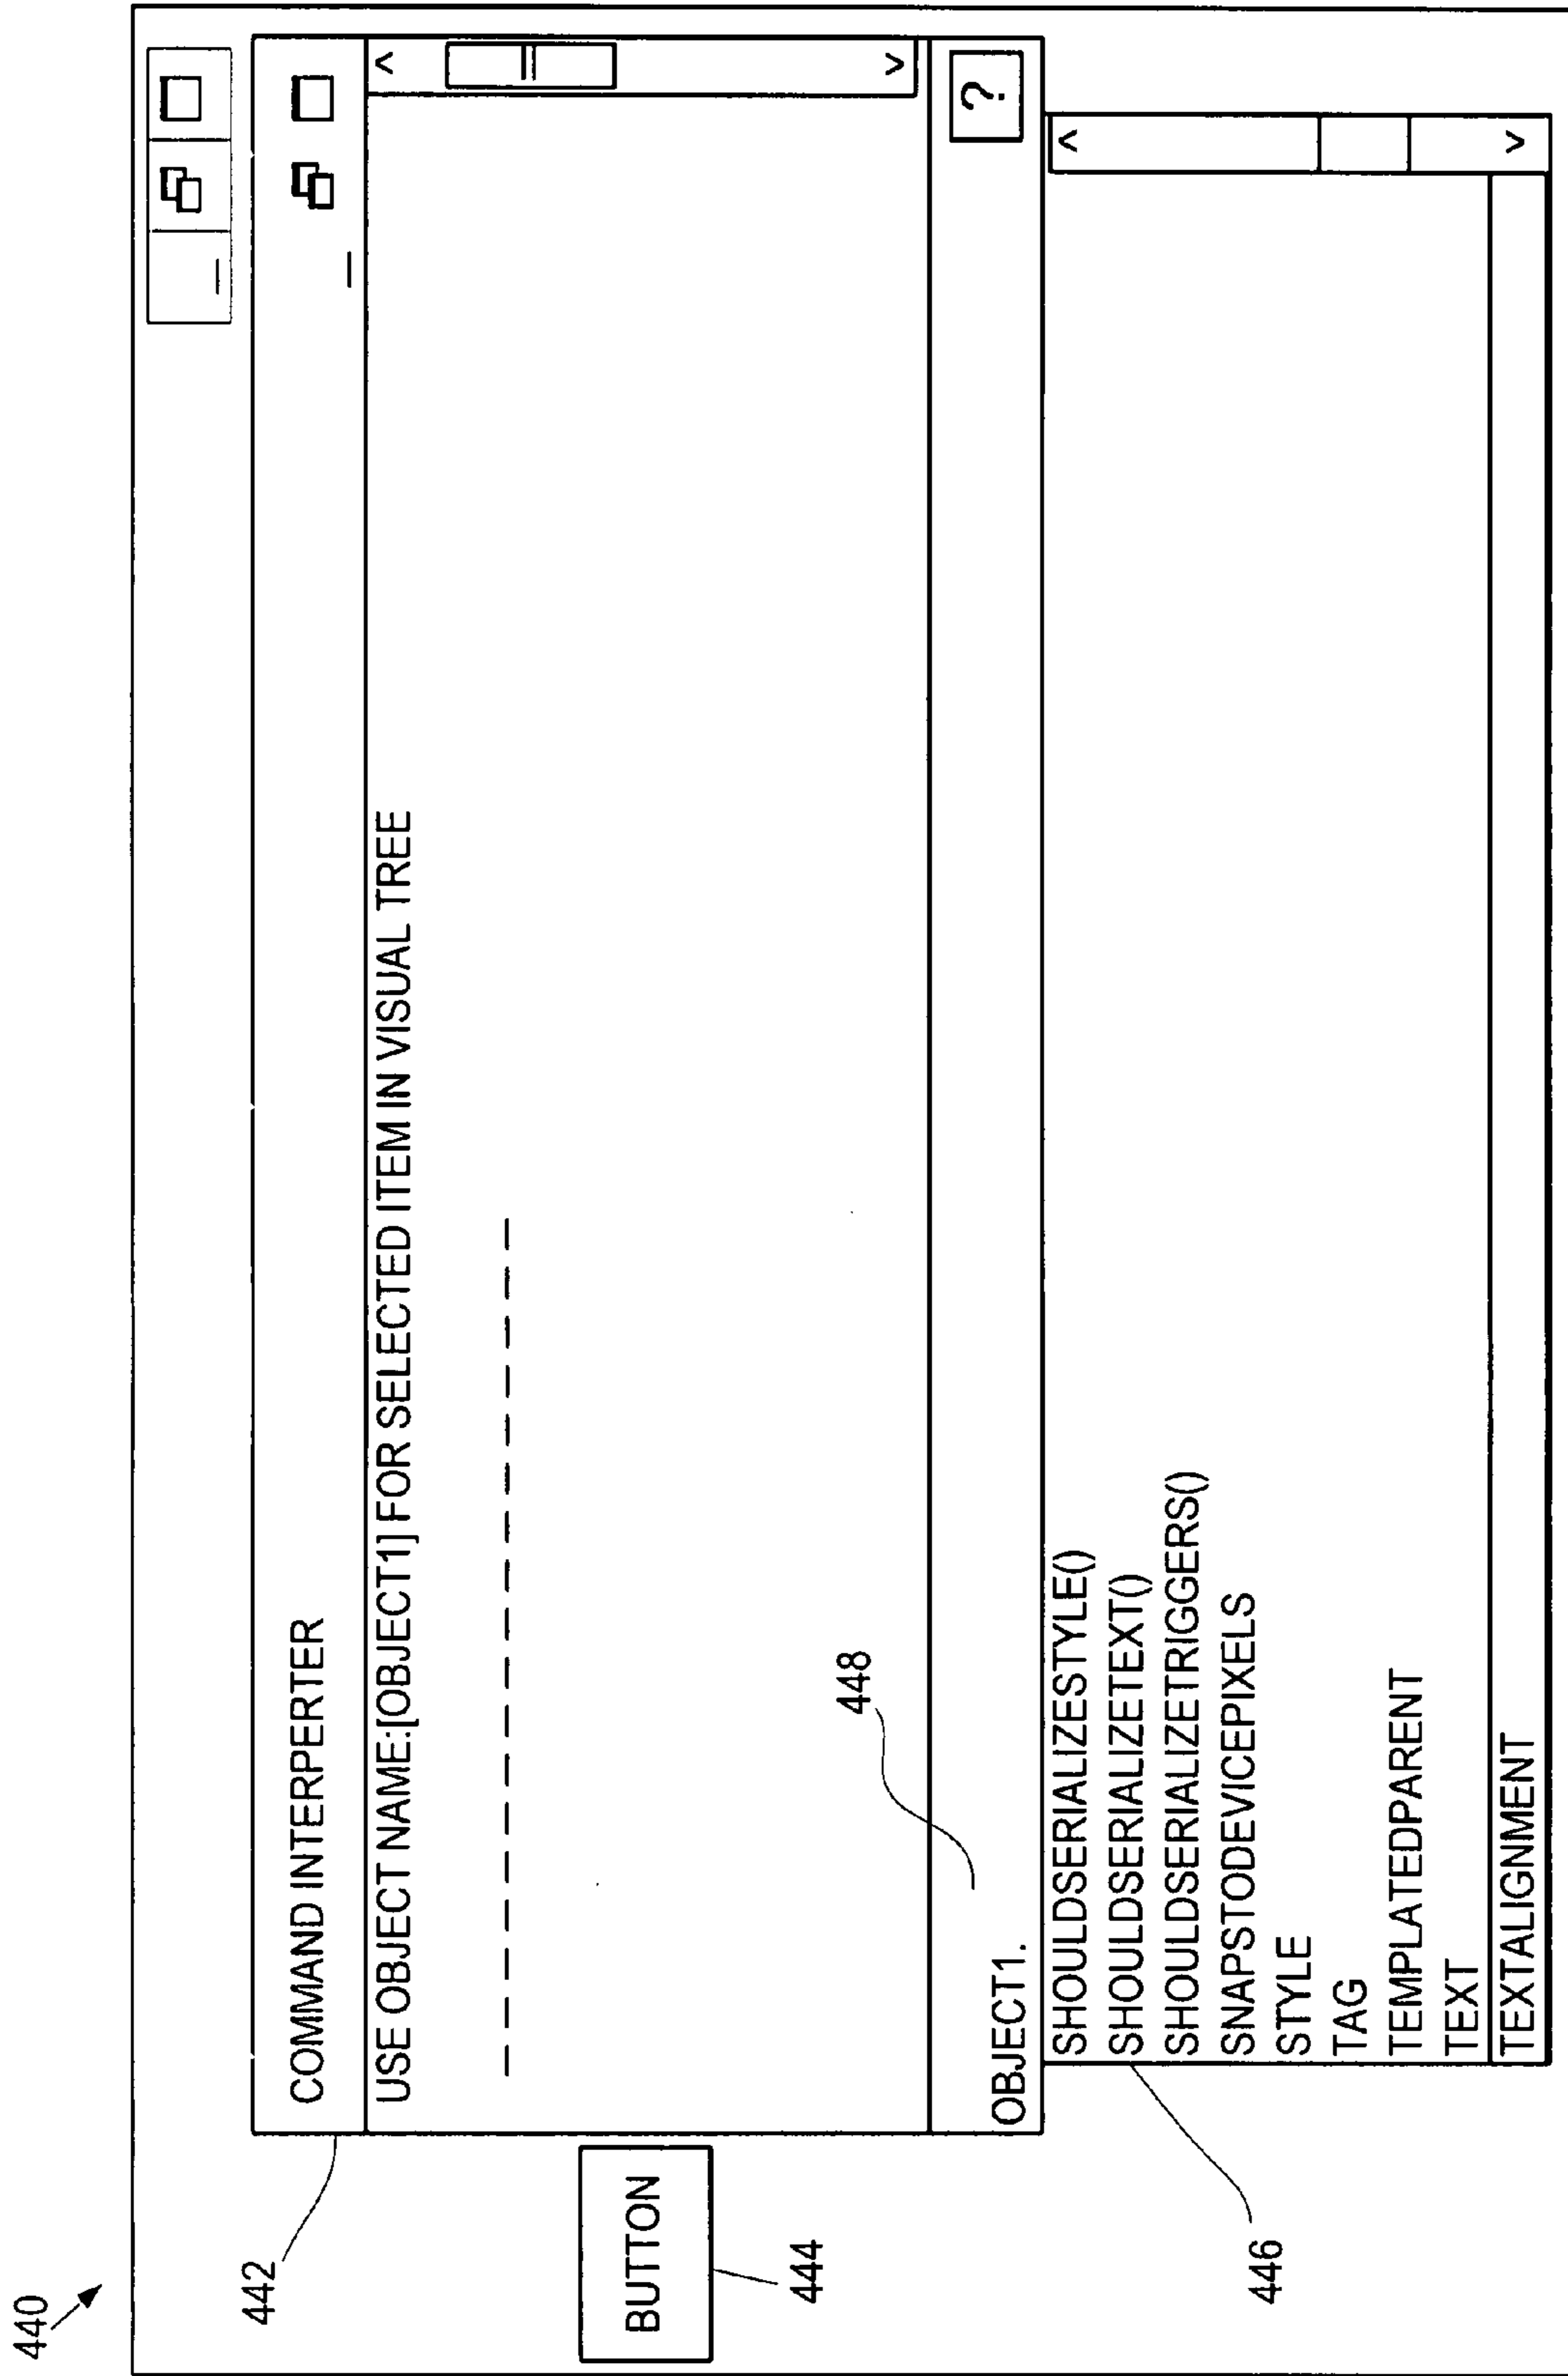 440
442
COMMAND INTERPERTER
USE OBJECT NAME:[OBJECT1] FOR SELECTED ITEM IN VISUAL TREE
BUTTON
444
448
OBJECT1.
?
446
SHOULDSERIALIZESTYLE()
SHOULDSERIALIZETEXT()
SHOULDSERIALIZETRIGGERS()
SNAPSTODEVICEPIXELS
STYLE
TAG
TEMPLATEDPARENT
TEXT
TEXTALIGNMENT